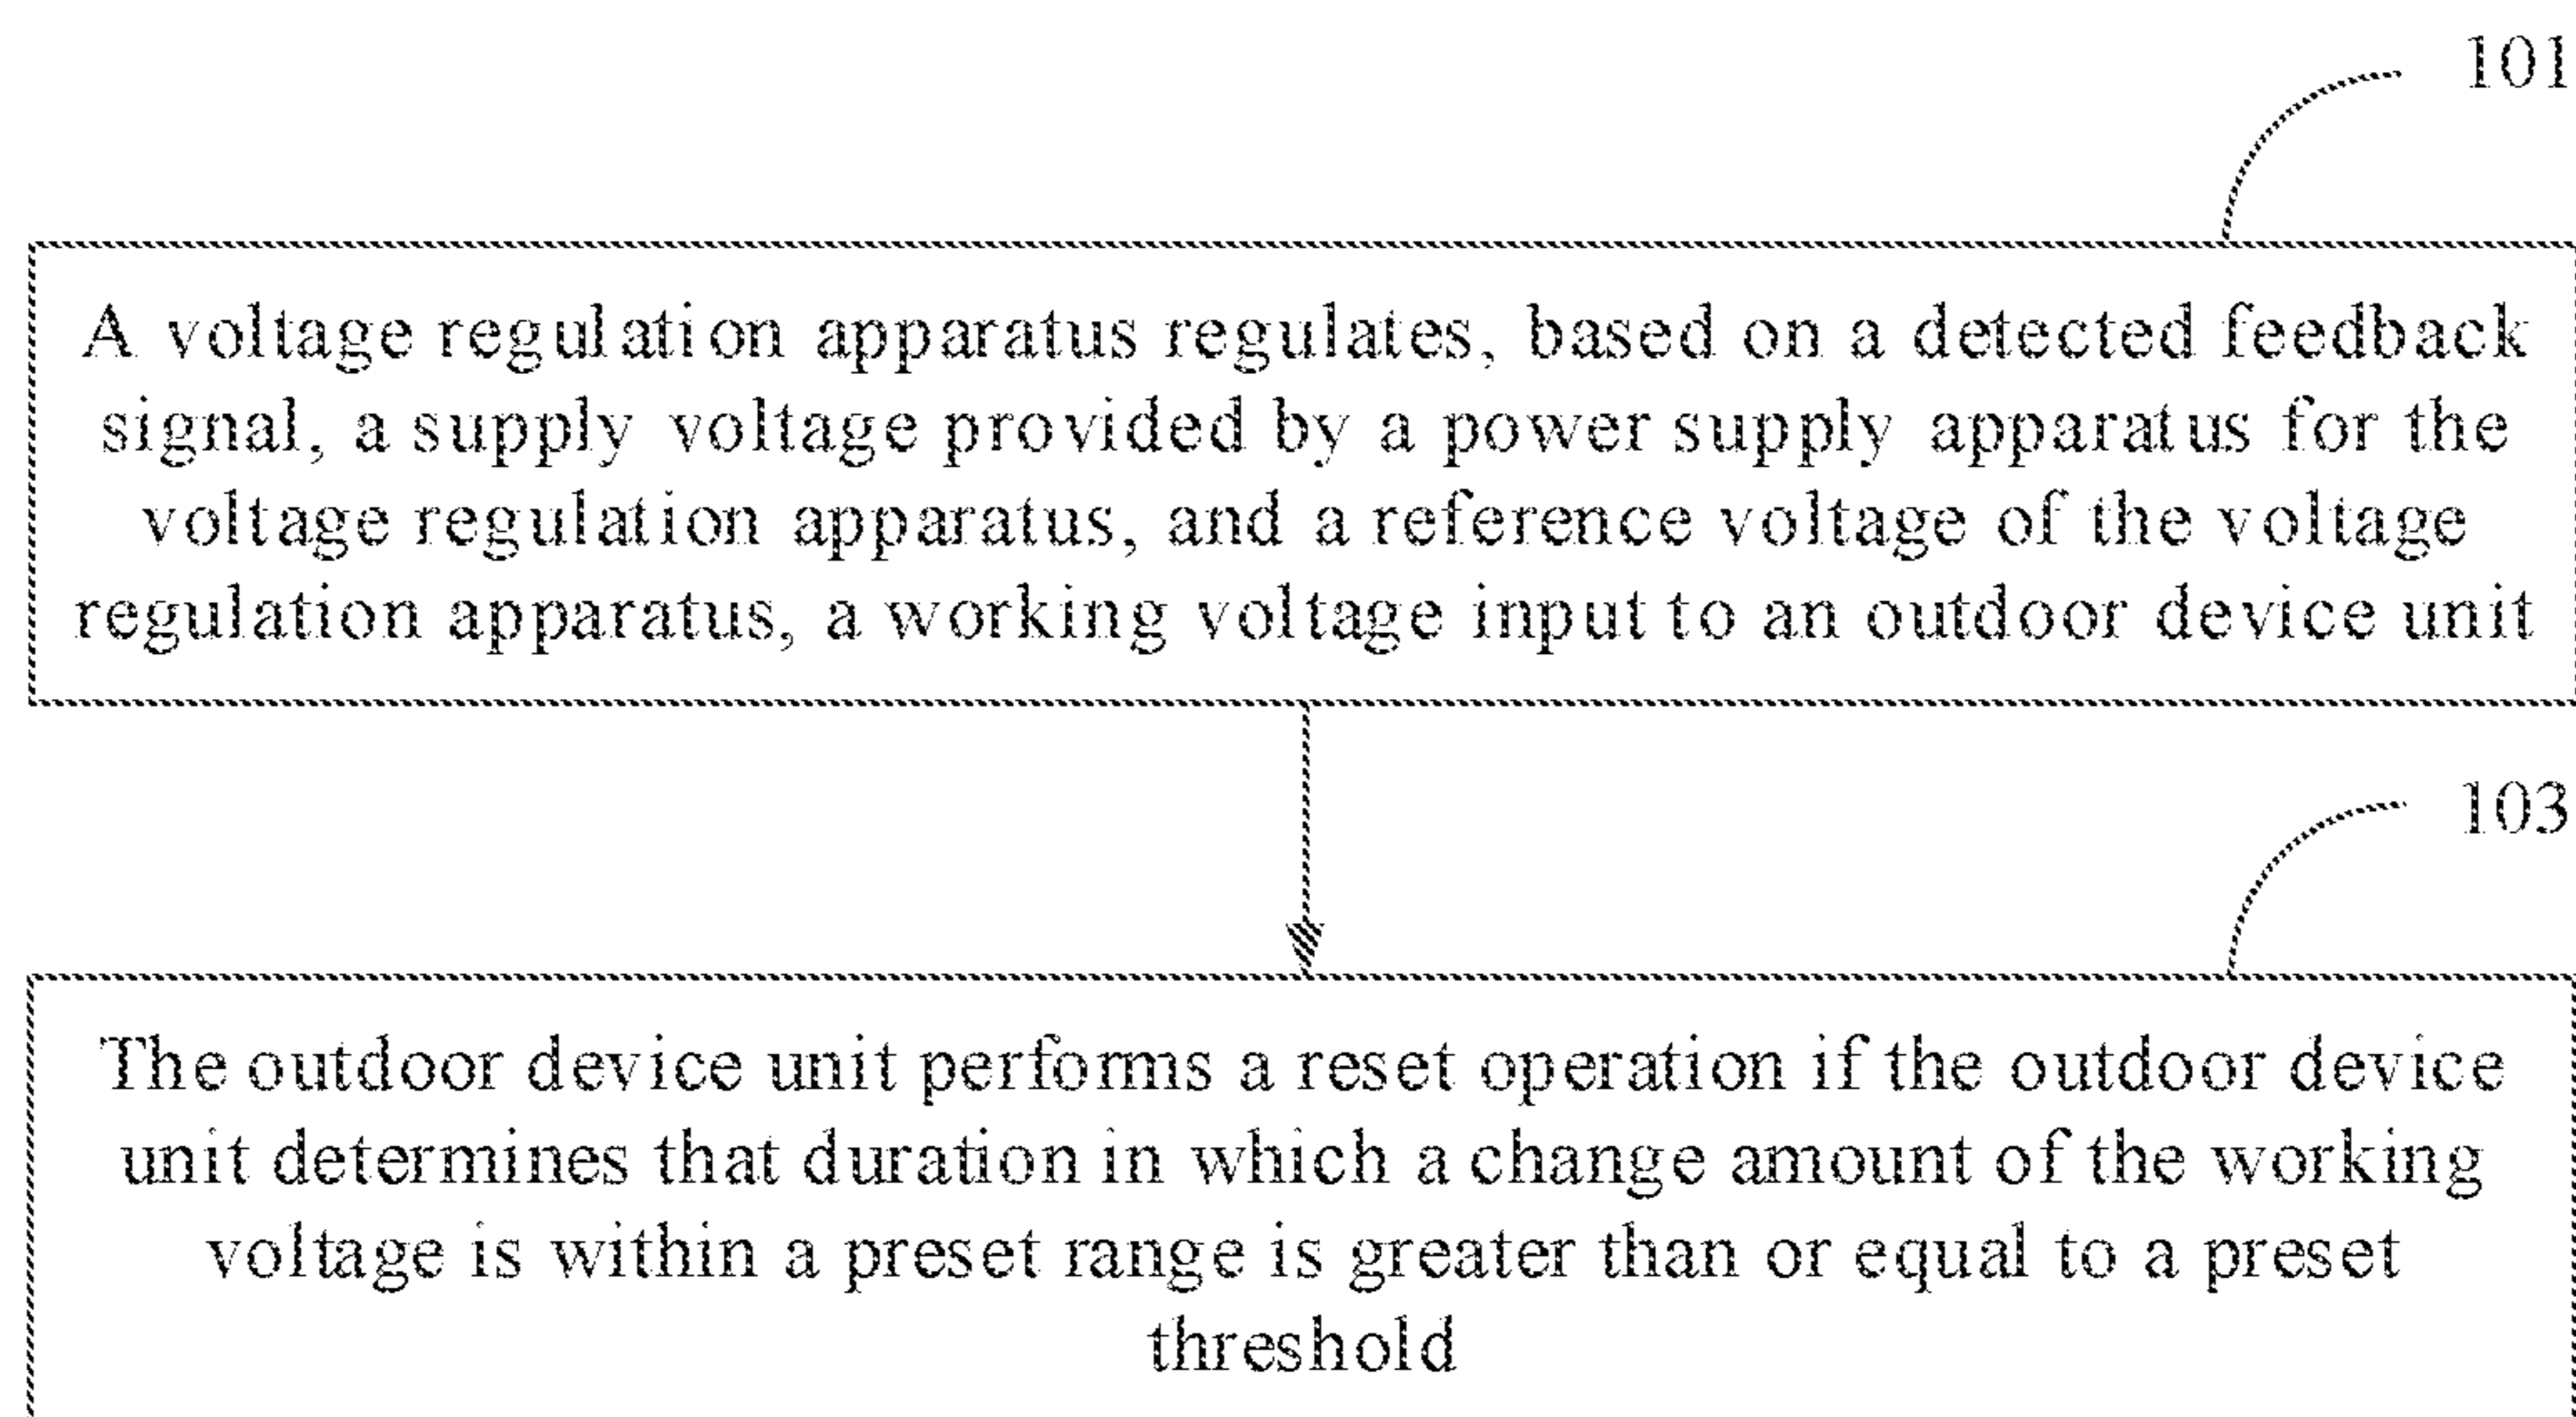 101
A voltage regulation apparatus regulates, based on a detected feedback
signal, a supply voltage provided by a power supply apparatus for the
voltage regulation apparatus, and a reference voltage of the voltage
regulation apparatus, a working voltage input to an outdoor device unit
103
The outdoor device unit performs a reset operation if the outdoor device
unit determines that duration in which a change amount of the working
voltage is within a preset range is greater than or equal to a preset
threshold